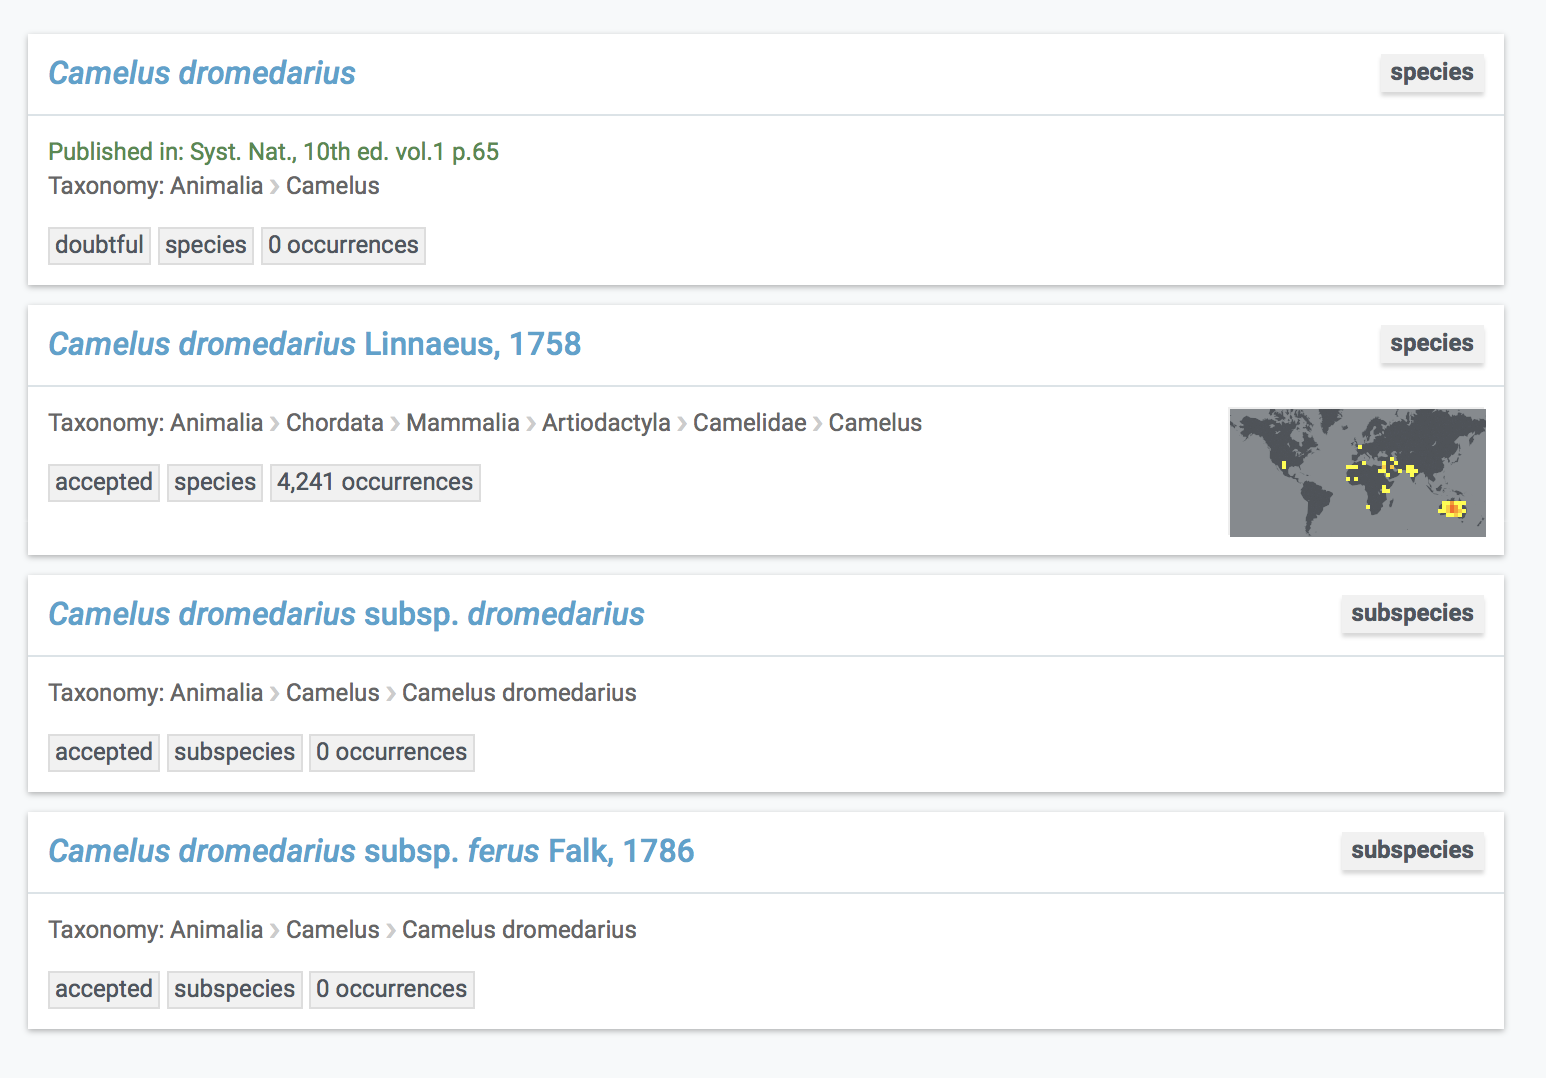 Camelus dromedarius species
Published in: Syst. Nat., 10th ed. vol.1 p.65
Taxonomy: Animalia › Camelus
doubtful species 0 occurrences
Camelus dromedarius Linnaeus, 1758 species
Taxonomy: Animalia › Chordata › Mammalia › Artiodactyla › Camelidae › Camelus
accepted species 4,241 occurrences
Camelus dromedarius subsp. dromedarius subspecies
Taxonomy: Animalia › Camelus › Camelus dromedarius
accepted subspecies 0 occurrences
Camelus dromedarius subsp. ferus Falk, 1786 subspecies
Taxonomy: Animalia › Camelus › Camelus dromedarius
accepted subspecies 0 occurrences